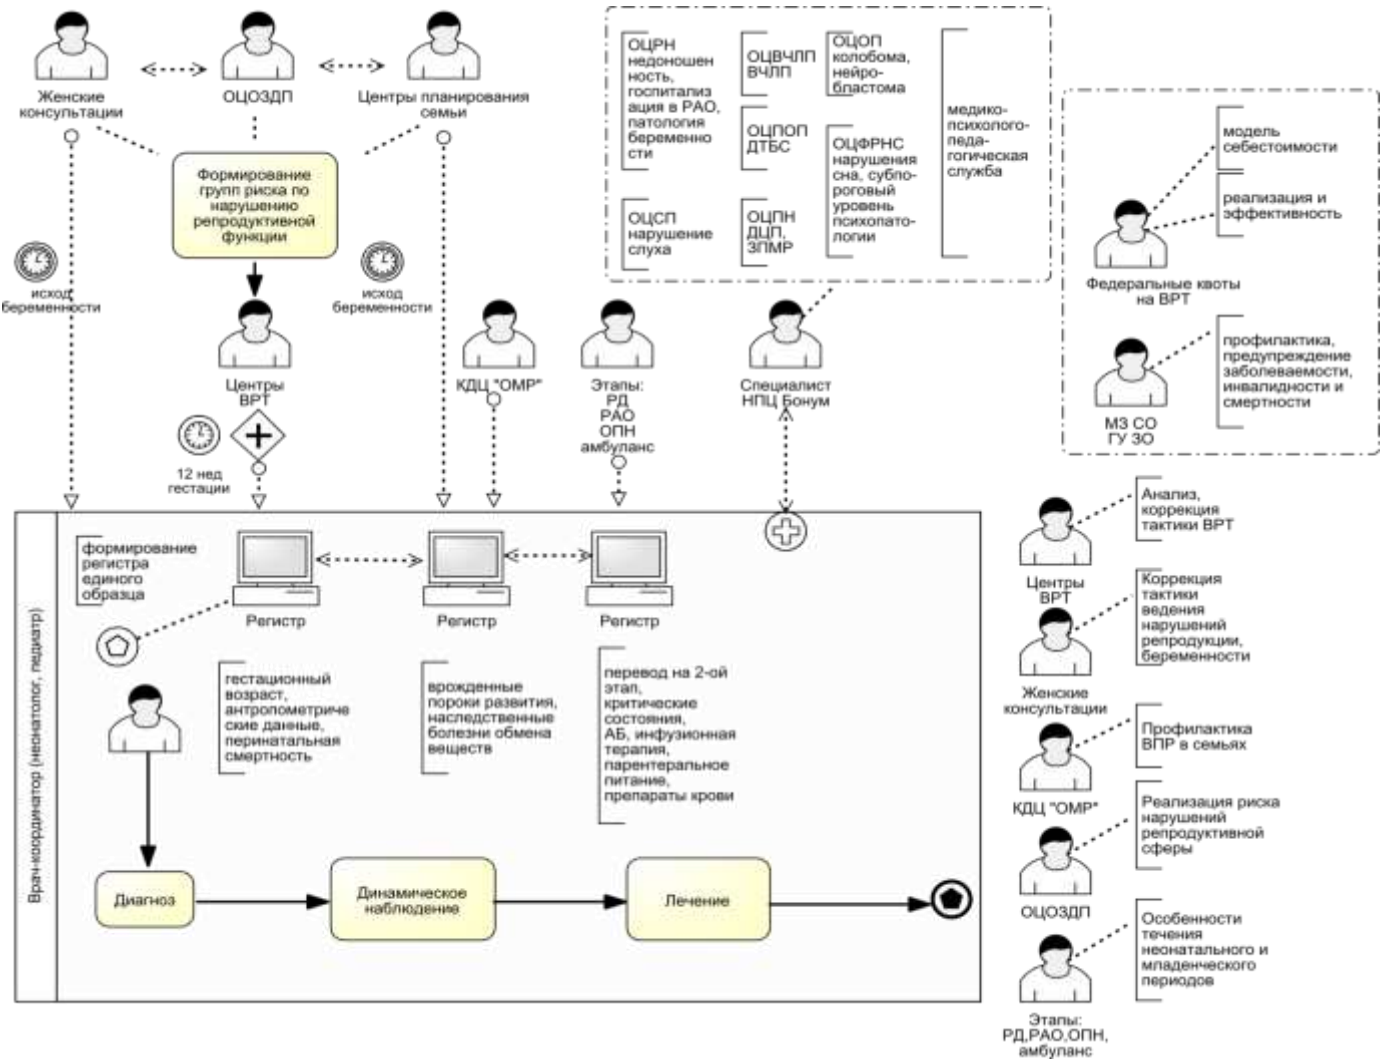 Женские
консультации
ОЦОЗДП
Центры планирования
семьи
Формирование
групп риска по
нарушению
репродуктивной
функции
исход
беременности
исход
беременности
Центры
ВРТ
12 нед
гестации
КДЦ "ОМР"
Этапы:
РД
РАО
ОПН
амбуланс
Специалист
НПЦ Бонум
ОЦРН
недоношен
ность,
госпитализ
ация в РАО,
патология
беременно
сти
ОЦСП
нарушение
слуха
ОЦВЧЛП
ВЧЛП
ОЦПОП
ДТБС
ОЦПН
ДЦП,
ЗПМР
ОЦОП
колобома,
нейро-
бластома
ОЦФРНС
нарушения
сна, субпо-
роговый
уровень
психопато-
логии
медико-
психолого-
педа-
гогическая
служба
модель
себестоимости
реализация и
эффективность
Федеральные квоты
на ВРТ
профилактика,
предупреждение
заболеваемости,
инвалидности и
смертности
МЗ СО
ГУ ЗО
Врач-координатор (неонатолог, педиатр)
формирование
регистра
единого
образца
Регистр
Регистр
Регистр
гестационный
возраст,
антропометриче
ские данные,
перинатальная
смертность
врожденные
пороки развития,
наследственные
болезни обмена
веществ
перевод на 2-ой
этап,
критические
состояния,
АБ, инфузионная
терапия,
парентеральное
питание,
препараты крови
Диагноз
Динамическое
наблюдение
Лечение
Анализ,
коррекция
тактики ВРТ
Центры
ВРТ
Коррекция
тактики
ведения
нарушений
репродукции,
беременности
Женские
консультации
Профилактика
ВПР в семьях
КДЦ "ОМР"
Реализация риска
нарушений
репродуктивной
сферы
ОЦОЗДП
Особенности
течения
неонатального и
младенческого
периодов
Этапы:
РД,РАО,ОПН,
амбуланс